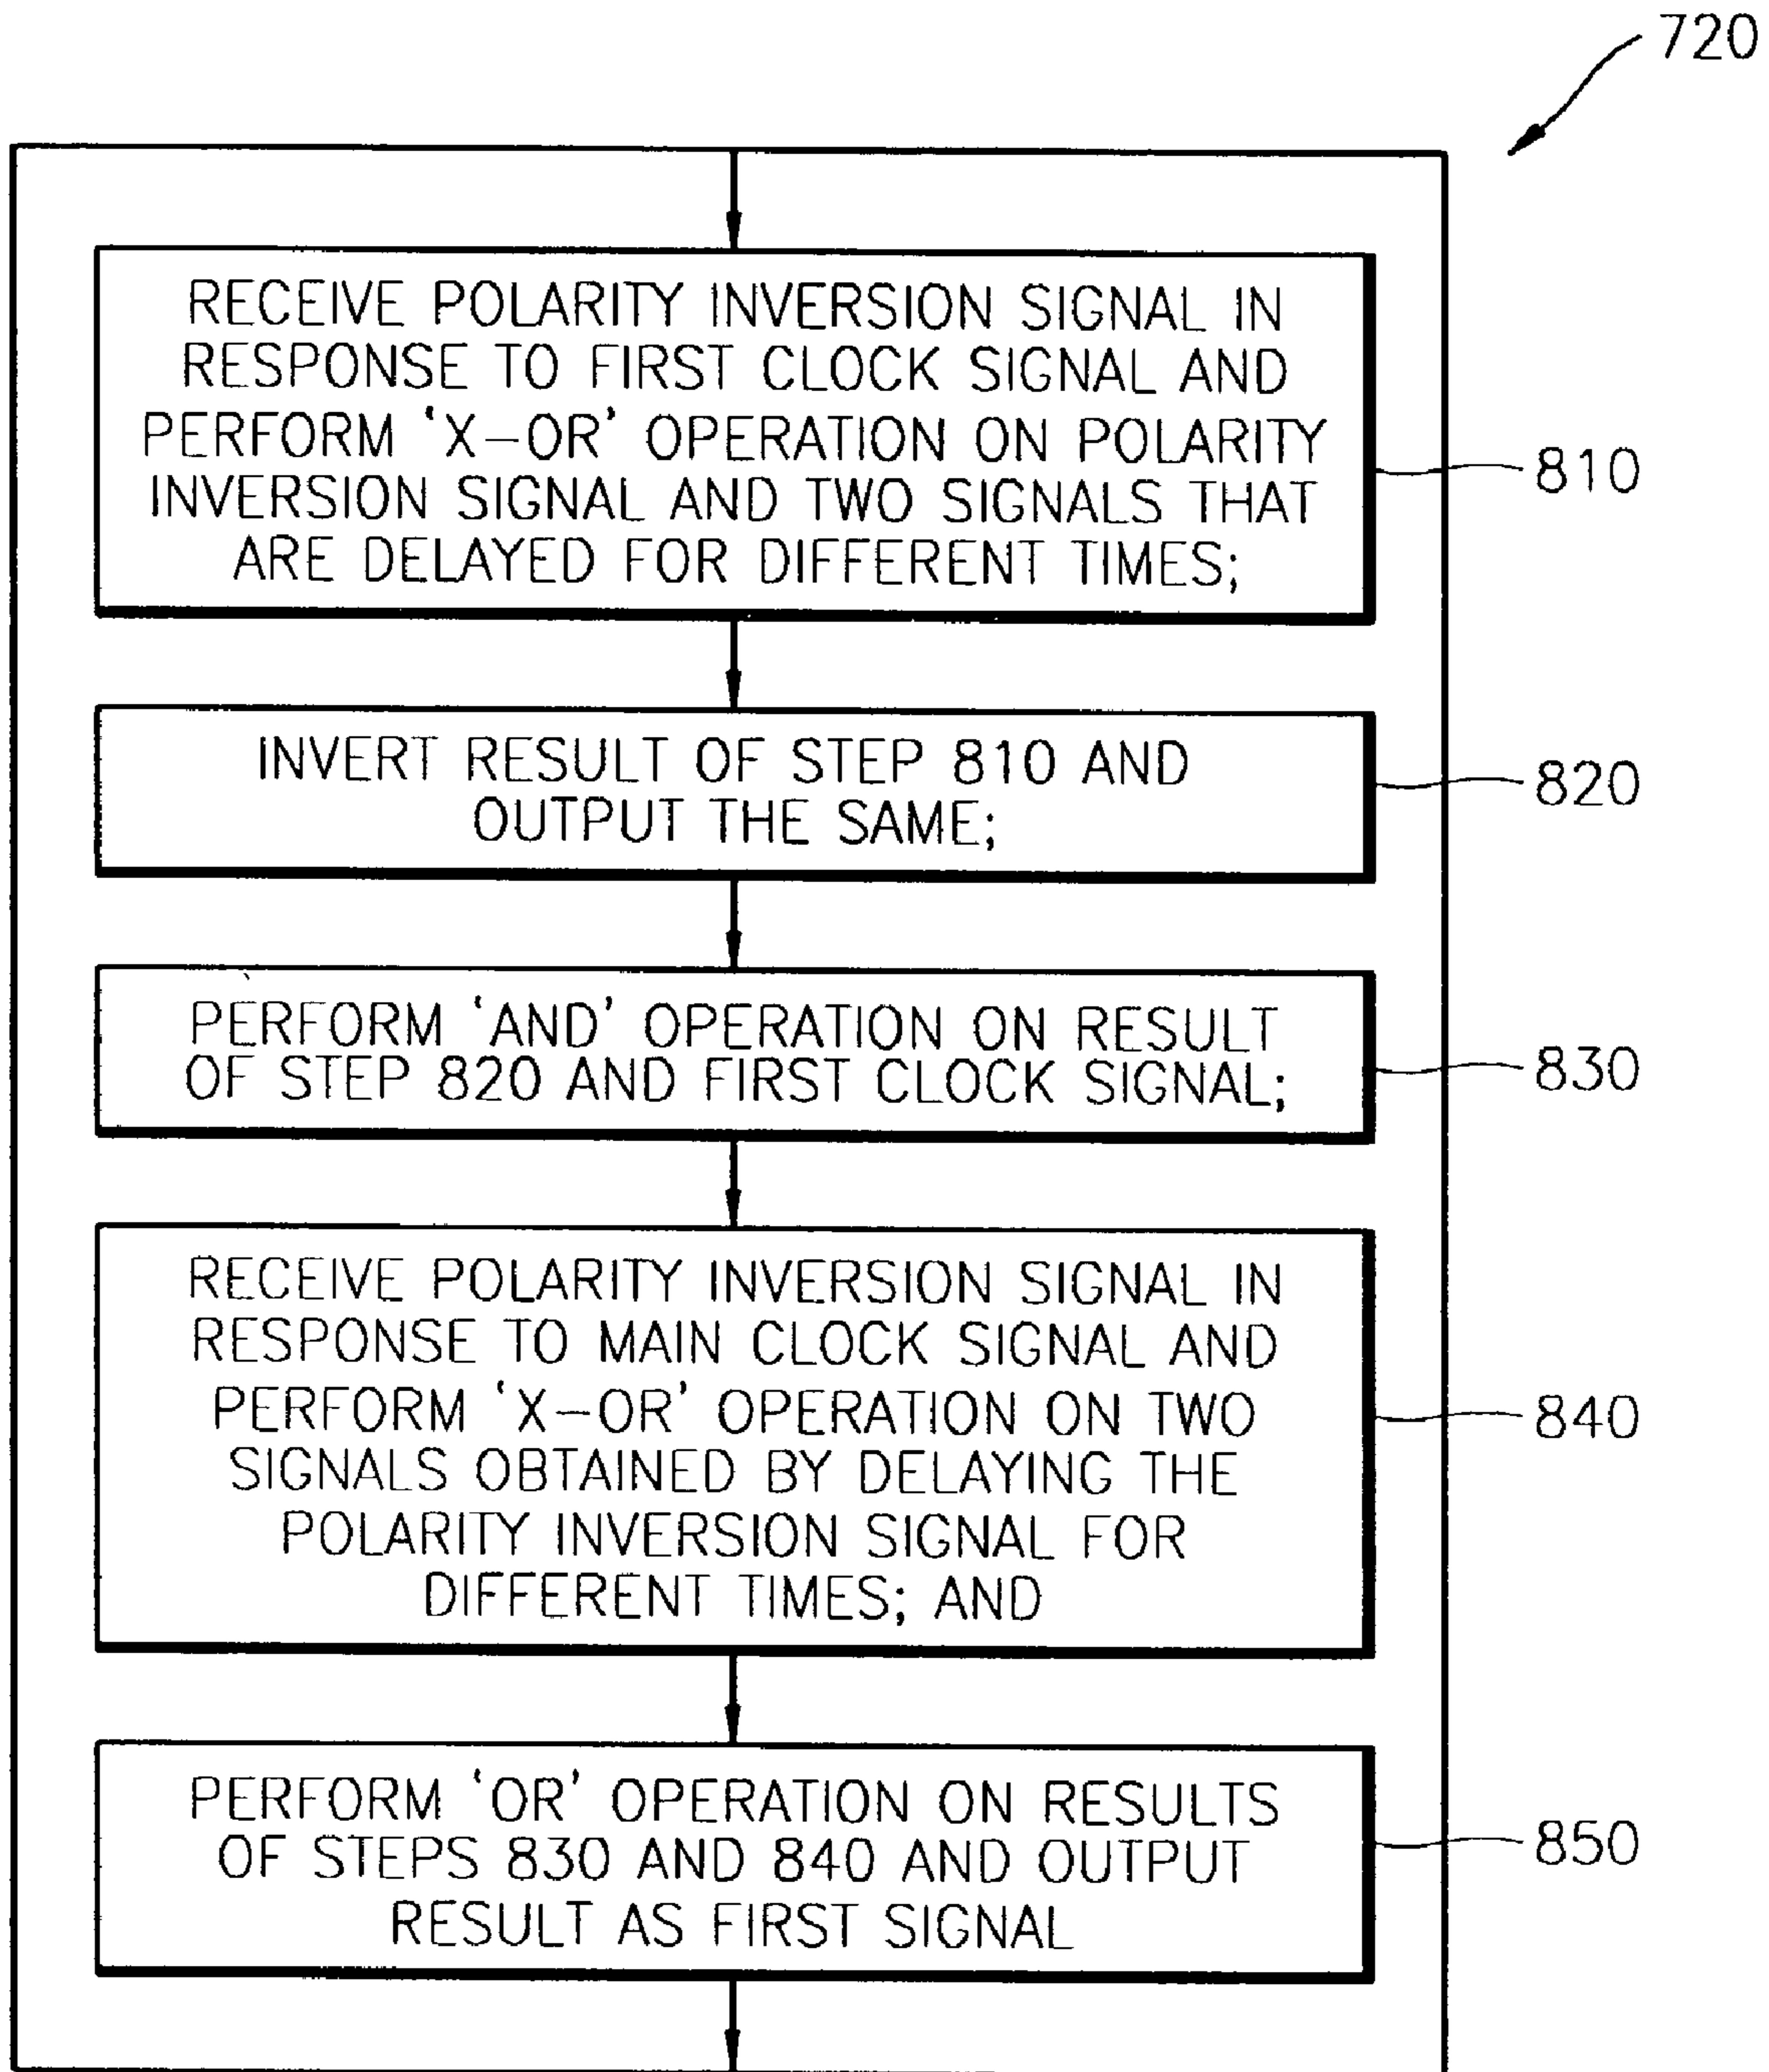 720
RECEIVE POLARITY INVERSION SIGNAL IN
RESPONSE TO FIRST CLOCK SIGNAL AND
PERFORM 'X-OR' OPERATION ON POLARITY
INVERSION SIGNAL AND TWO SIGNALS THAT
ARE DELAYED FOR DIFFERENT TIMES;
810
INVERT RESULT OF STEP 810 AND
OUTPUT THE SAME;
820
PERFORM 'AND' OPERATION ON RESULT
OF STEP 820 AND FIRST CLOCK SIGNAL;
830
RECEIVE POLARITY INVERSION SIGNAL IN
RESPONSE TO MAIN CLOCK SIGNAL AND
PERFORM 'X-OR' OPERATION ON TWO
SIGNALS OBTAINED BY DELAYING THE
POLARITY INVERSION SIGNAL FOR
DIFFERENT TIMES; AND
840
PERFORM 'OR' OPERATION ON RESULTS
OF STEPS 830 AND 840 AND OUTPUT
RESULT AS FIRST SIGNAL
850